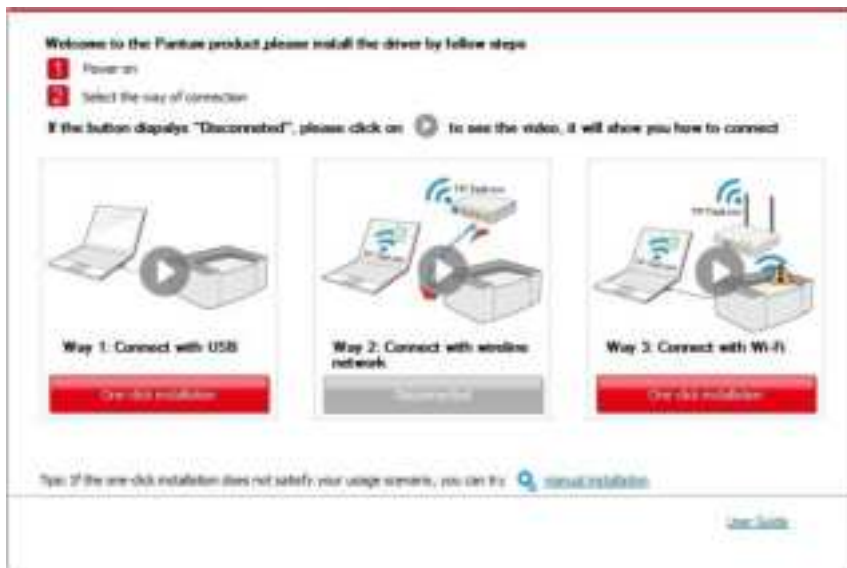 Welcome to the Pantum product,please install the driver by follow steps
1 Power on
2 Select the way of connection
If the button dispalys "Disconneted", please click on to see the video, it will show you how to connect
Way 1: Connect with USB
Way 2: Connect with wireline
network
Way 3: Connect with Wi-Fi
One click installation
Disconnected
One click installation
Tips: If the one-click installation does not satisfy your usage scenario, you can try manual installation
User Guide